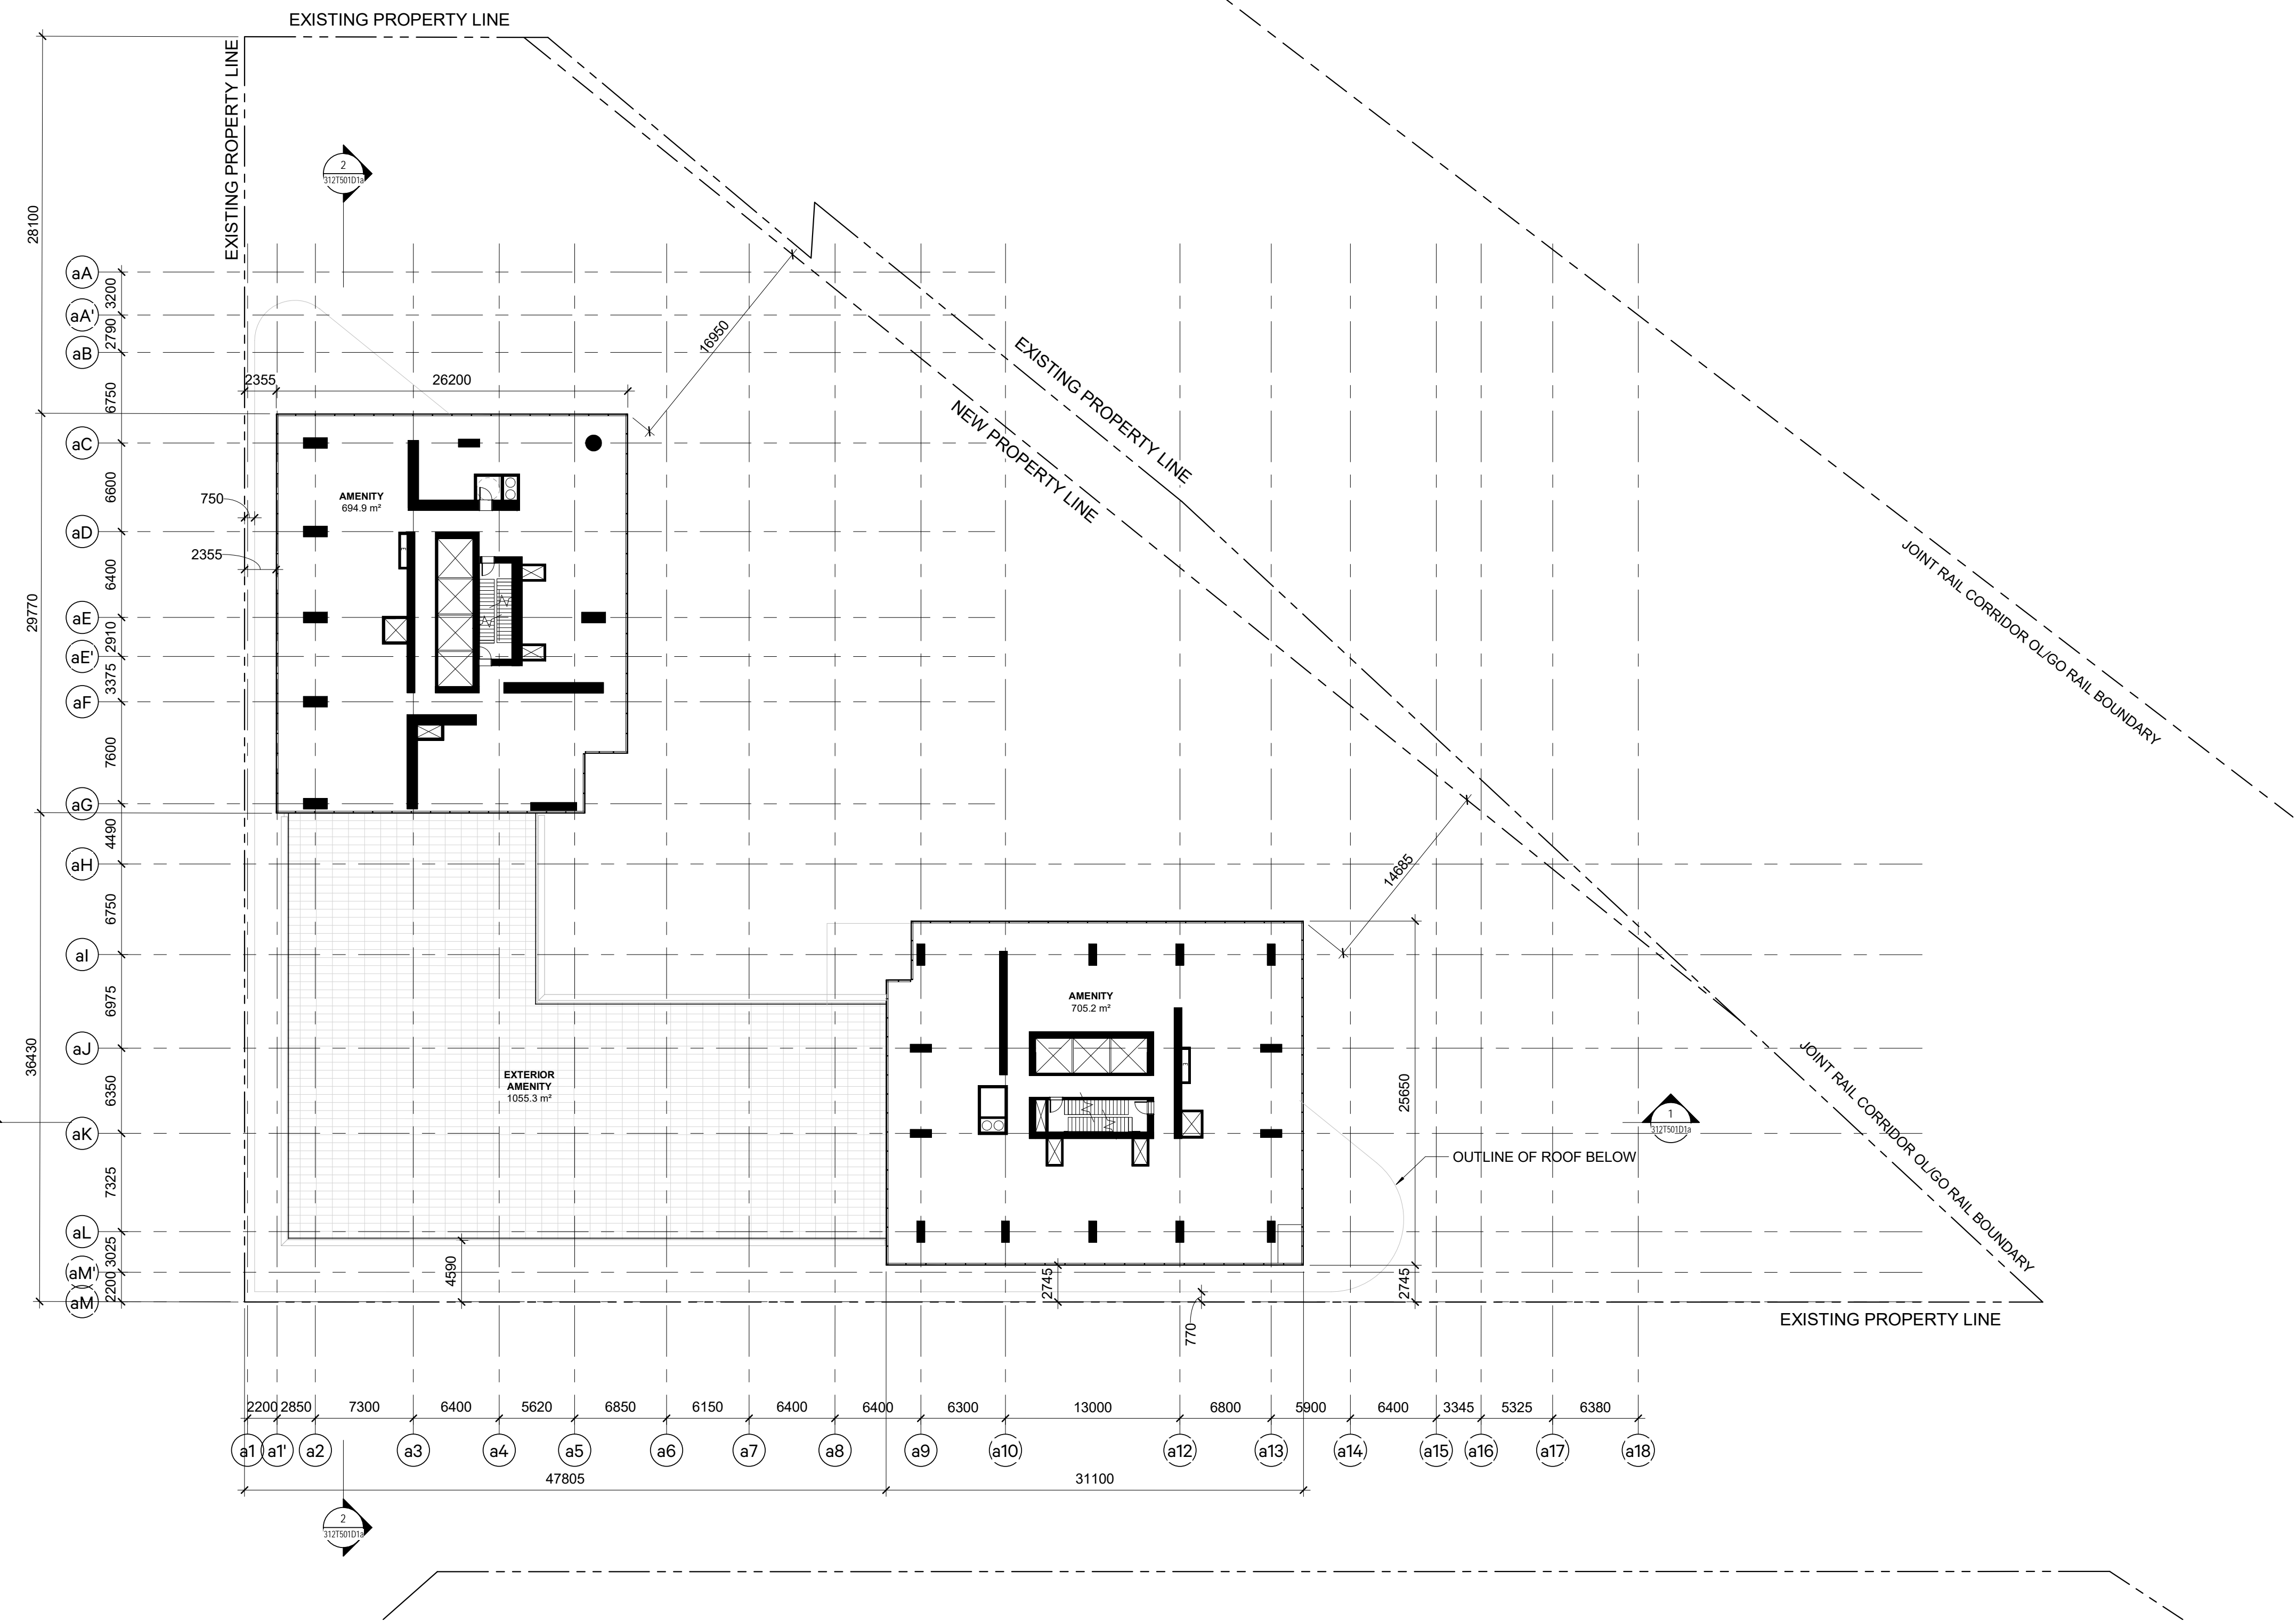 EXISTING PROPERTY LINE
EXISTING PROPERTY LINE
2
312T501D1a
28100
aA
3200
aA'
2790
aB
6750
2355
26200
16950
EXISTING PROPERTY LINE
NEW PROPERTY LINE
aC
6600
AMENITY
694.9 m²
750
aD
2355
6400
JOINT RAIL CORRIDOR OL/GO RAIL BOUNDARY
29770
aE
2910
aE'
3375
aF
7600
aG
4490
aH
14685
6750
aI
6975
AMENITY
705.2 m²
36430
aJ
EXTERIOR
AMENITY
1055.3 m²
6350
25650
JOINT RAIL CORRIDOR OL/GO RAIL BOUNDARY
1
312T501D1a
aK
OUTLINE OF ROOF BELOW
7325
aL
3025
4590
aM'
2745
2745
2200
aM
770
EXISTING PROPERTY LINE
2200 2850 7300 6400 5620 6850 6150 6400 6400 6300 13000 6800 5900 6400 3345 5325 6380
a1 a1' a2 a3 a4 a5 a6 a7 a8 a9 a10 a12 a13 a14 a15 a16 a17 a18
47805 31100
2
312T501D1a